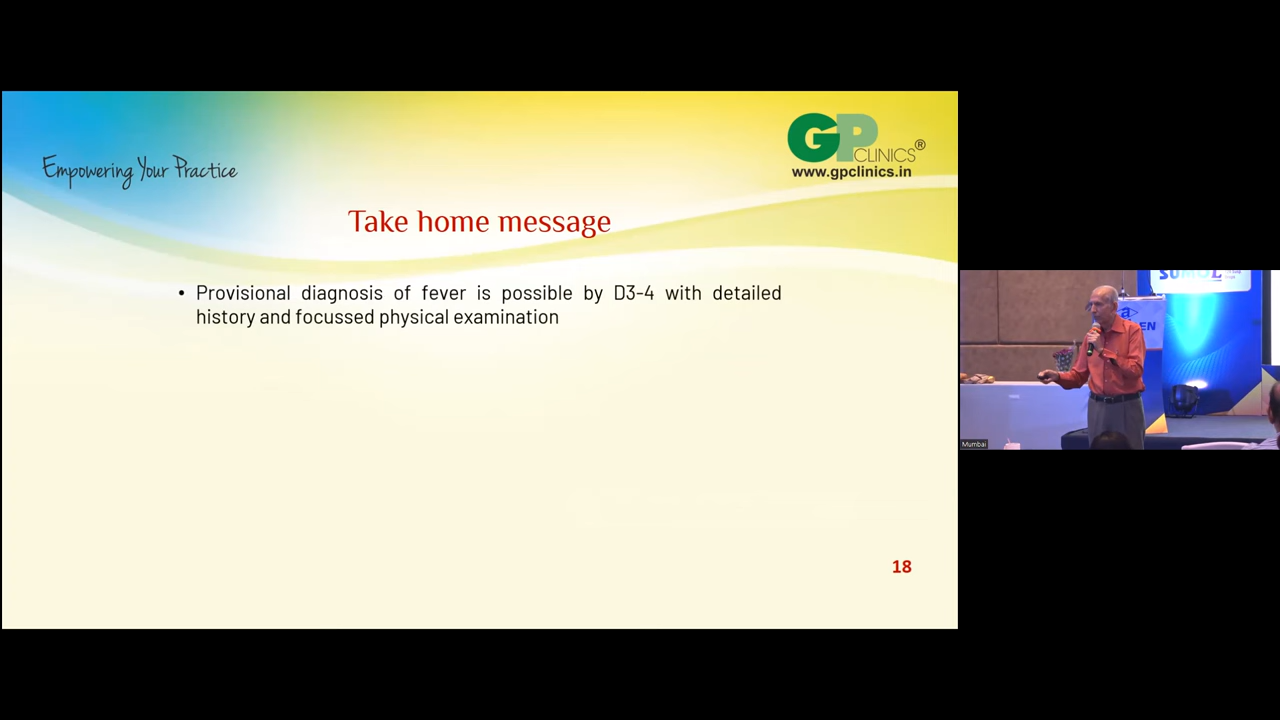 Empowering Your Practice
GP
CLINICS®
www.gpclinics.in
Take home message
• Provisional diagnosis of fever is possible by D3-4 with detailed
history and focussed physical examination
18
Mumbai